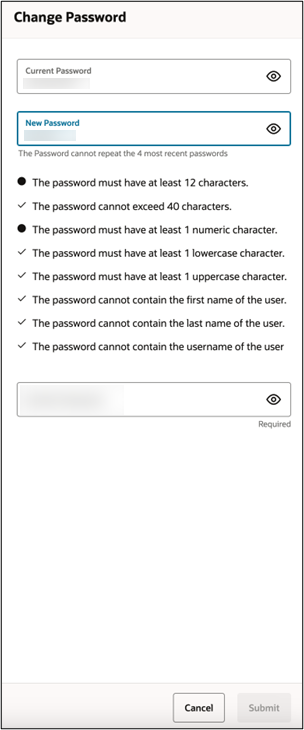 Change Password
Current Password
New Password
The Password cannot repeat the 4 most recent passwords
The password must have at least 12 characters.
The password cannot exceed 40 characters.
The password must have at least 1 numeric character.
The password must have at least 1 lowercase character.
The password must have at least 1 uppercase character.
The password cannot contain the first name of the user.
The password cannot contain the last name of the user.
The password cannot contain the username of the user
Required
Cancel
Submit